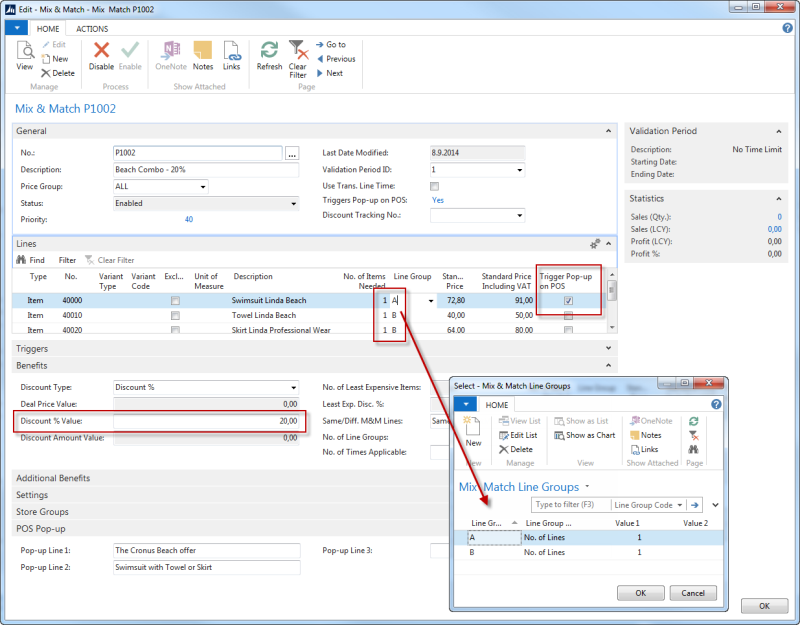 Edit - Mix & Match - Mix Match P1002
HOME ACTIONS
View
Edit
New
Delete
Manage
Disable Enable
Process
OneNote Notes Links
Show Attached
Refresh Clear Filter
Go to
Previous
Next
Page
Mix & Match P1002
General
No.: P1002 ...
Description: Beach Combo - 20%
Price Group: ALL
Status: Enabled
Priority: 40
Last Date Modified: 8.9.2014
Validation Period ID: 1
Use Trans. Line Time:
Triggers Pop-up on POS: Yes
Discount Tracking No.:
Validation Period
Description: No Time Limit
Starting Date:
Ending Date:
Statistics
Sales (Qty.): 0
Sales (LCY): 0,00
Profit (LCY): 0,00
Profit %: 0,00
Lines
Find Filter Clear Filter
Type No. Variant Type Variant Code Excl... Unit of Measure Description No. of Items Needed Line Group Stan... Price Standard Price Including VAT Trigger Pop-up on POS
Item 40000 Swimsuit Linda Beach 1 A 72,80 91,00
Item 40010 Towel Linda Beach 1 B 40,00 50,00
Item 40020 Skirt Linda Professional Wear 1 B 64,00 80,00
Triggers
Benefits
Discount Type: Discount %
Deal Price Value: 0,00
Discount % Value: 20,00
Discount Amount Value: 0,00
No. of Least Expensive Items:
Least Exp. Disc. %:
Same/Diff. M&M Lines: Same
No. of Line Groups:
No. of Times Applicable:
Additional Benefits
Settings
Store Groups
POS Pop-up
Pop-up Line 1: The Cronus Beach offer
Pop-up Line 2: Swimsuit with Towel or Skirt
Pop-up Line 3:
OK
Select - Mix & Match Line Groups
HOME
New
New
View List
Edit List
Delete
Manage
Show as List
Show as Chart
View
OneNote
Notes
Links
Show Attached
Page
Mix Match Line Groups
Type to filter (F3) Line Group Code
Line Gr... Line Group ... Value 1 Value 2
A No. of Lines 1
B No. of Lines 1
OK Cancel